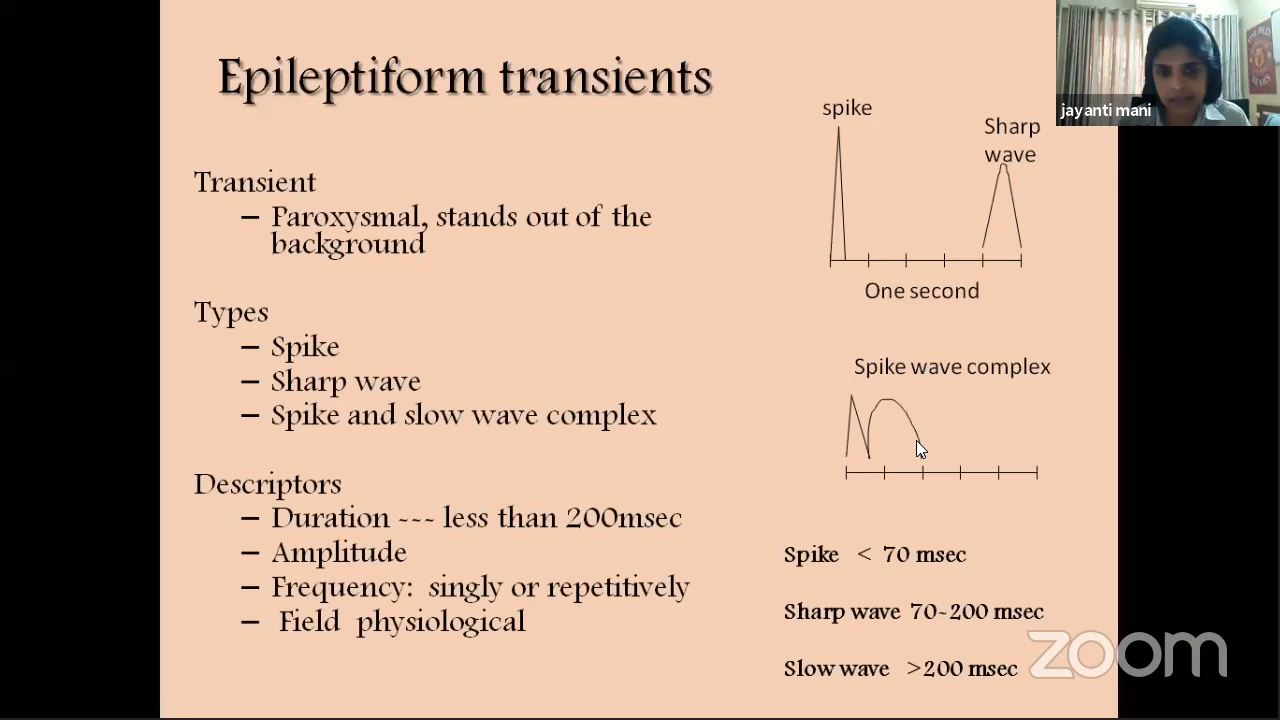 Epileptiform transients
Transient
– Paroxysmal, stands out of the
background
Types
– Spike
– Sharp wave
– Spike and slow wave complex
Descriptors
– Duration --- less than 200msec
– Amplitude
– Frequency: singly or repetitively
– Field physiological
spike
Sharp
wave
One second
Spike wave complex
Spike < 70 msec
Sharp wave 70-200 msec
Slow wave >200 msec
jayanti mani
zoom